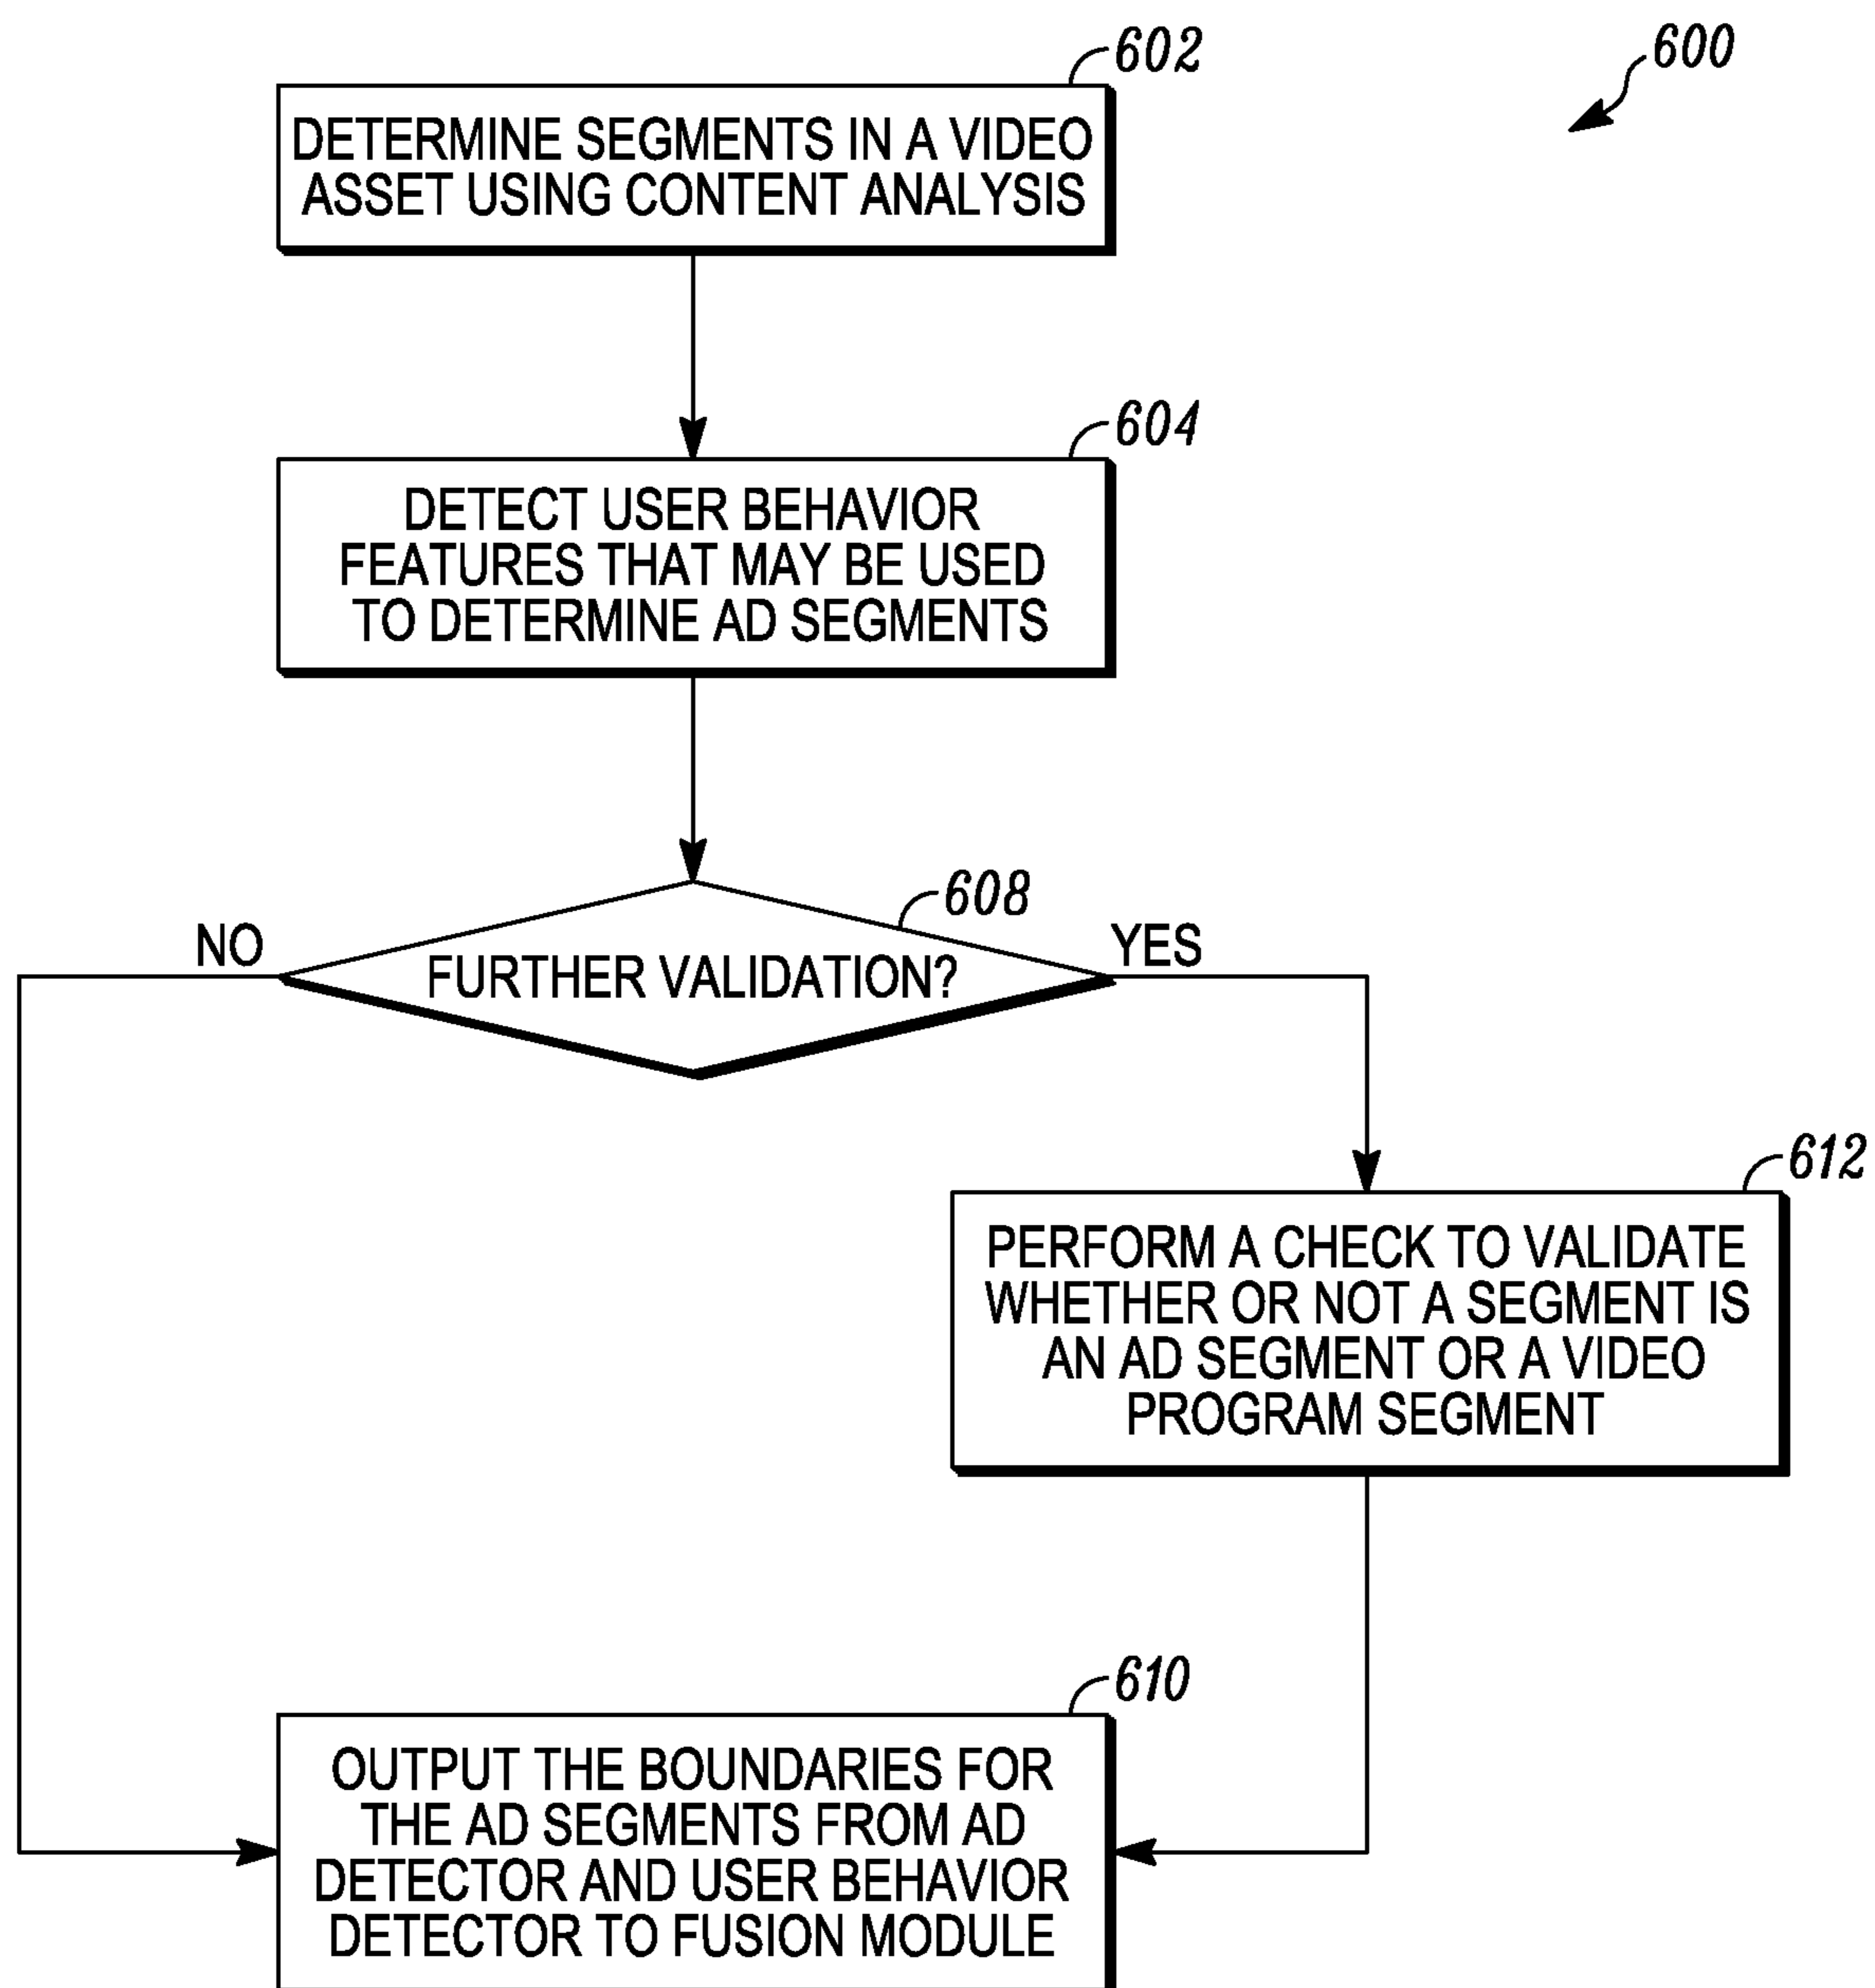 600
602
DETERMINE SEGMENTS IN A VIDEO
ASSET USING CONTENT ANALYSIS
604
DETECT USER BEHAVIOR
FEATURES THAT MAY BE USED
TO DETERMINE AD SEGMENTS
608
NO
FURTHER VALIDATION?
YES
612
PERFORM A CHECK TO VALIDATE
WHETHER OR NOT A SEGMENT IS
AN AD SEGMENT OR A VIDEO
PROGRAM SEGMENT
610
OUTPUT THE BOUNDARIES FOR
THE AD SEGMENTS FROM AD
DETECTOR AND USER BEHAVIOR
DETECTOR TO FUSION MODULE